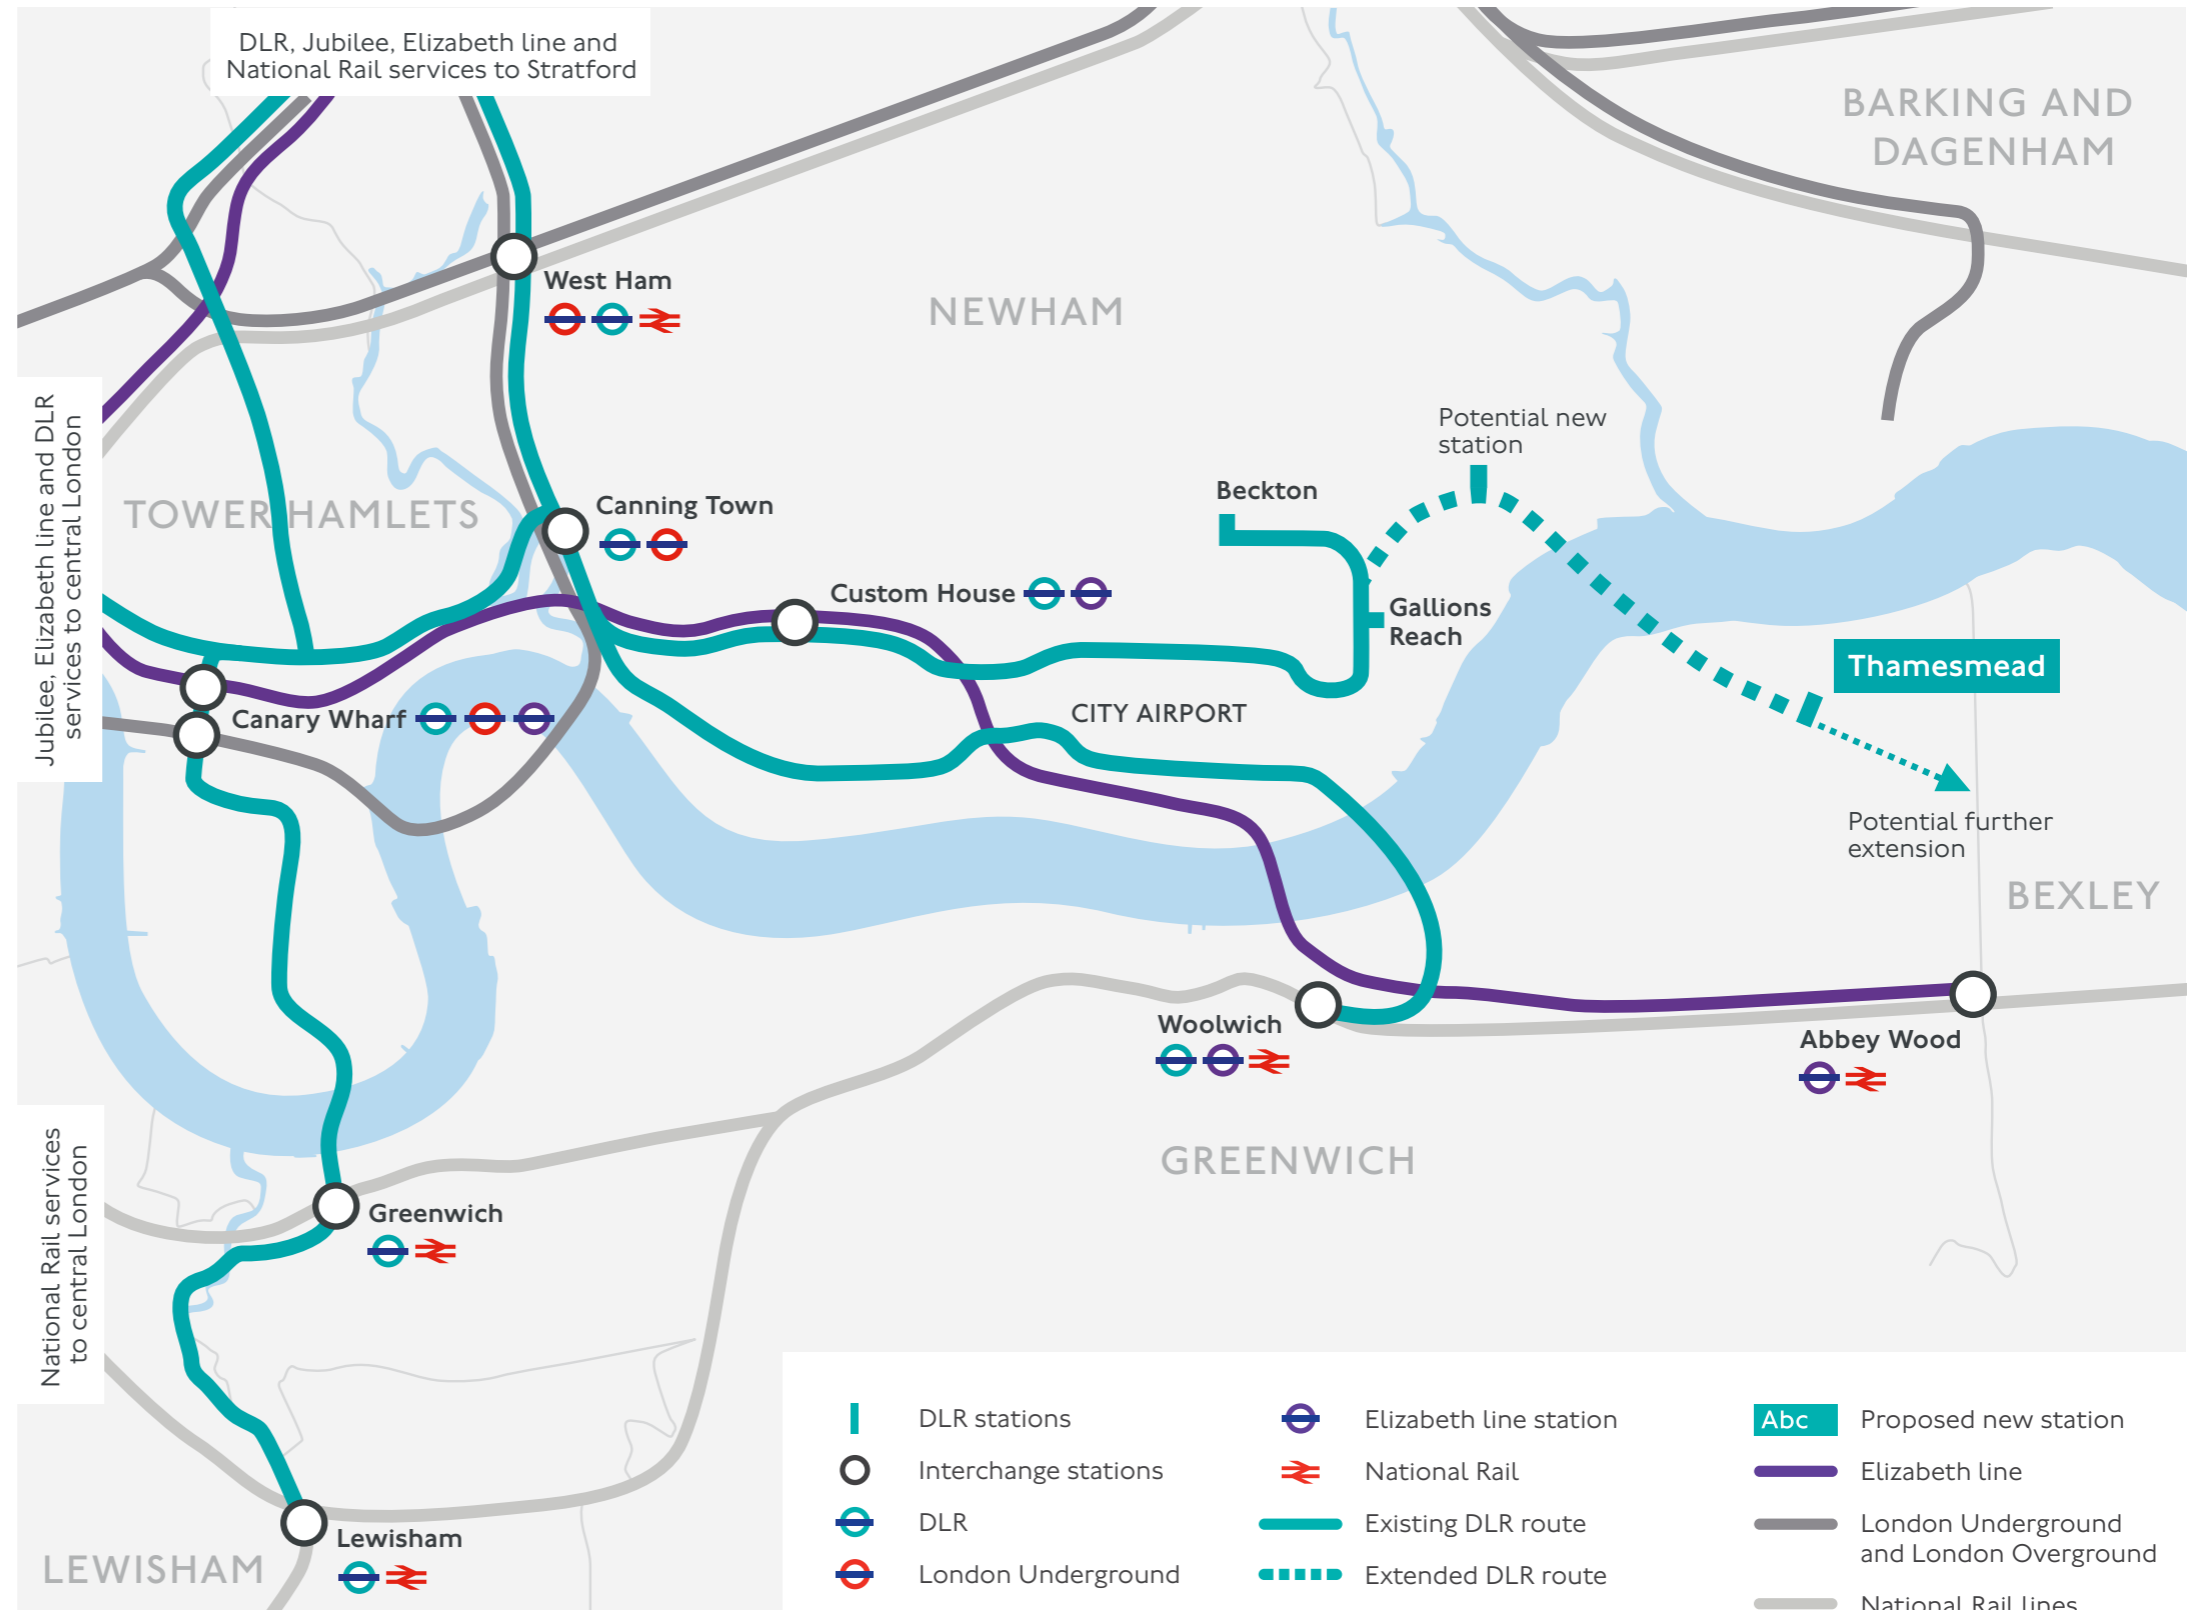 DLR, Jubilee, Elizabeth line and
National Rail services to Stratford
BARKING AND
DAGENHAM
West Ham
NEWHAM
Jubilee, Elizabeth line and DLR
services to central London
Potential new
station
TOWER HAMLETS
Canning Town
Beckton
Custom House
Gallions
Reach
Thamesmead
Canary Wharf
CITY AIRPORT
Potential further
extension
BEXLEY
Woolwich
Abbey Wood
National Rail services
to central London
GREENWICH
Greenwich
Lewisham
LEWISHAM
DLR stations
Interchange stations
DLR
London Underground
Elizabeth line station
National Rail
Existing DLR route
Extended DLR route
Abc
Proposed new station
Elizabeth line
London Underground
and London Overground
National Rail lines